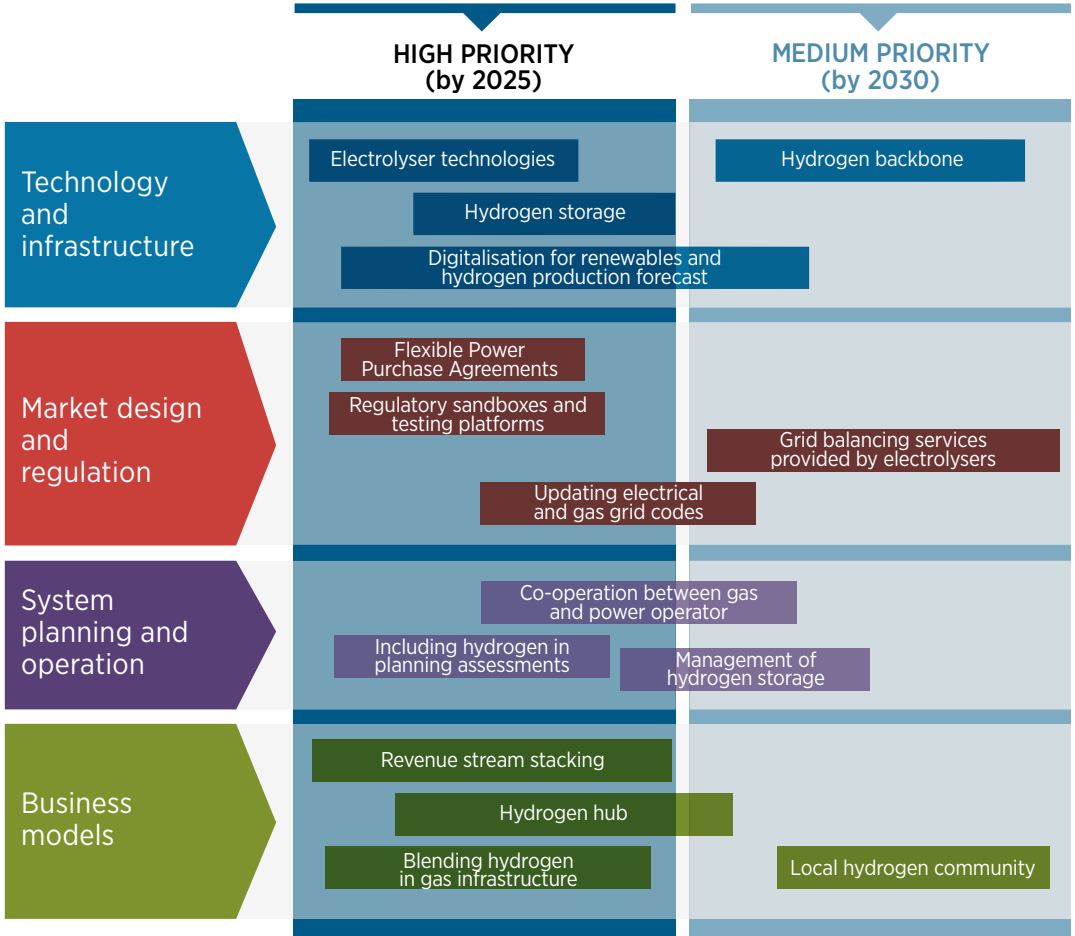 HIGH PRIORITY
(by 2025)
MEDIUM PRIORITY
(by 2030)
Technology
and
infrastructure
Electrolyser technologies
Hydrogen backbone
Hydrogen storage
Digitalisation for renewables and
hydrogen production forecast
Market design
and
regulation
Flexible Power
Purchase Agreements
Regulatory sandboxes and
testing platforms
Grid balancing services
provided by electrolysers
Updating electrical
and gas grid codes
System
planning and
operation
Co-operation between gas
and power operator
Including hydrogen in
planning assessments
Management of
hydrogen storage
Business
models
Revenue stream stacking
Hydrogen hub
Blending hydrogen
in gas infrastructure
Local hydrogen community